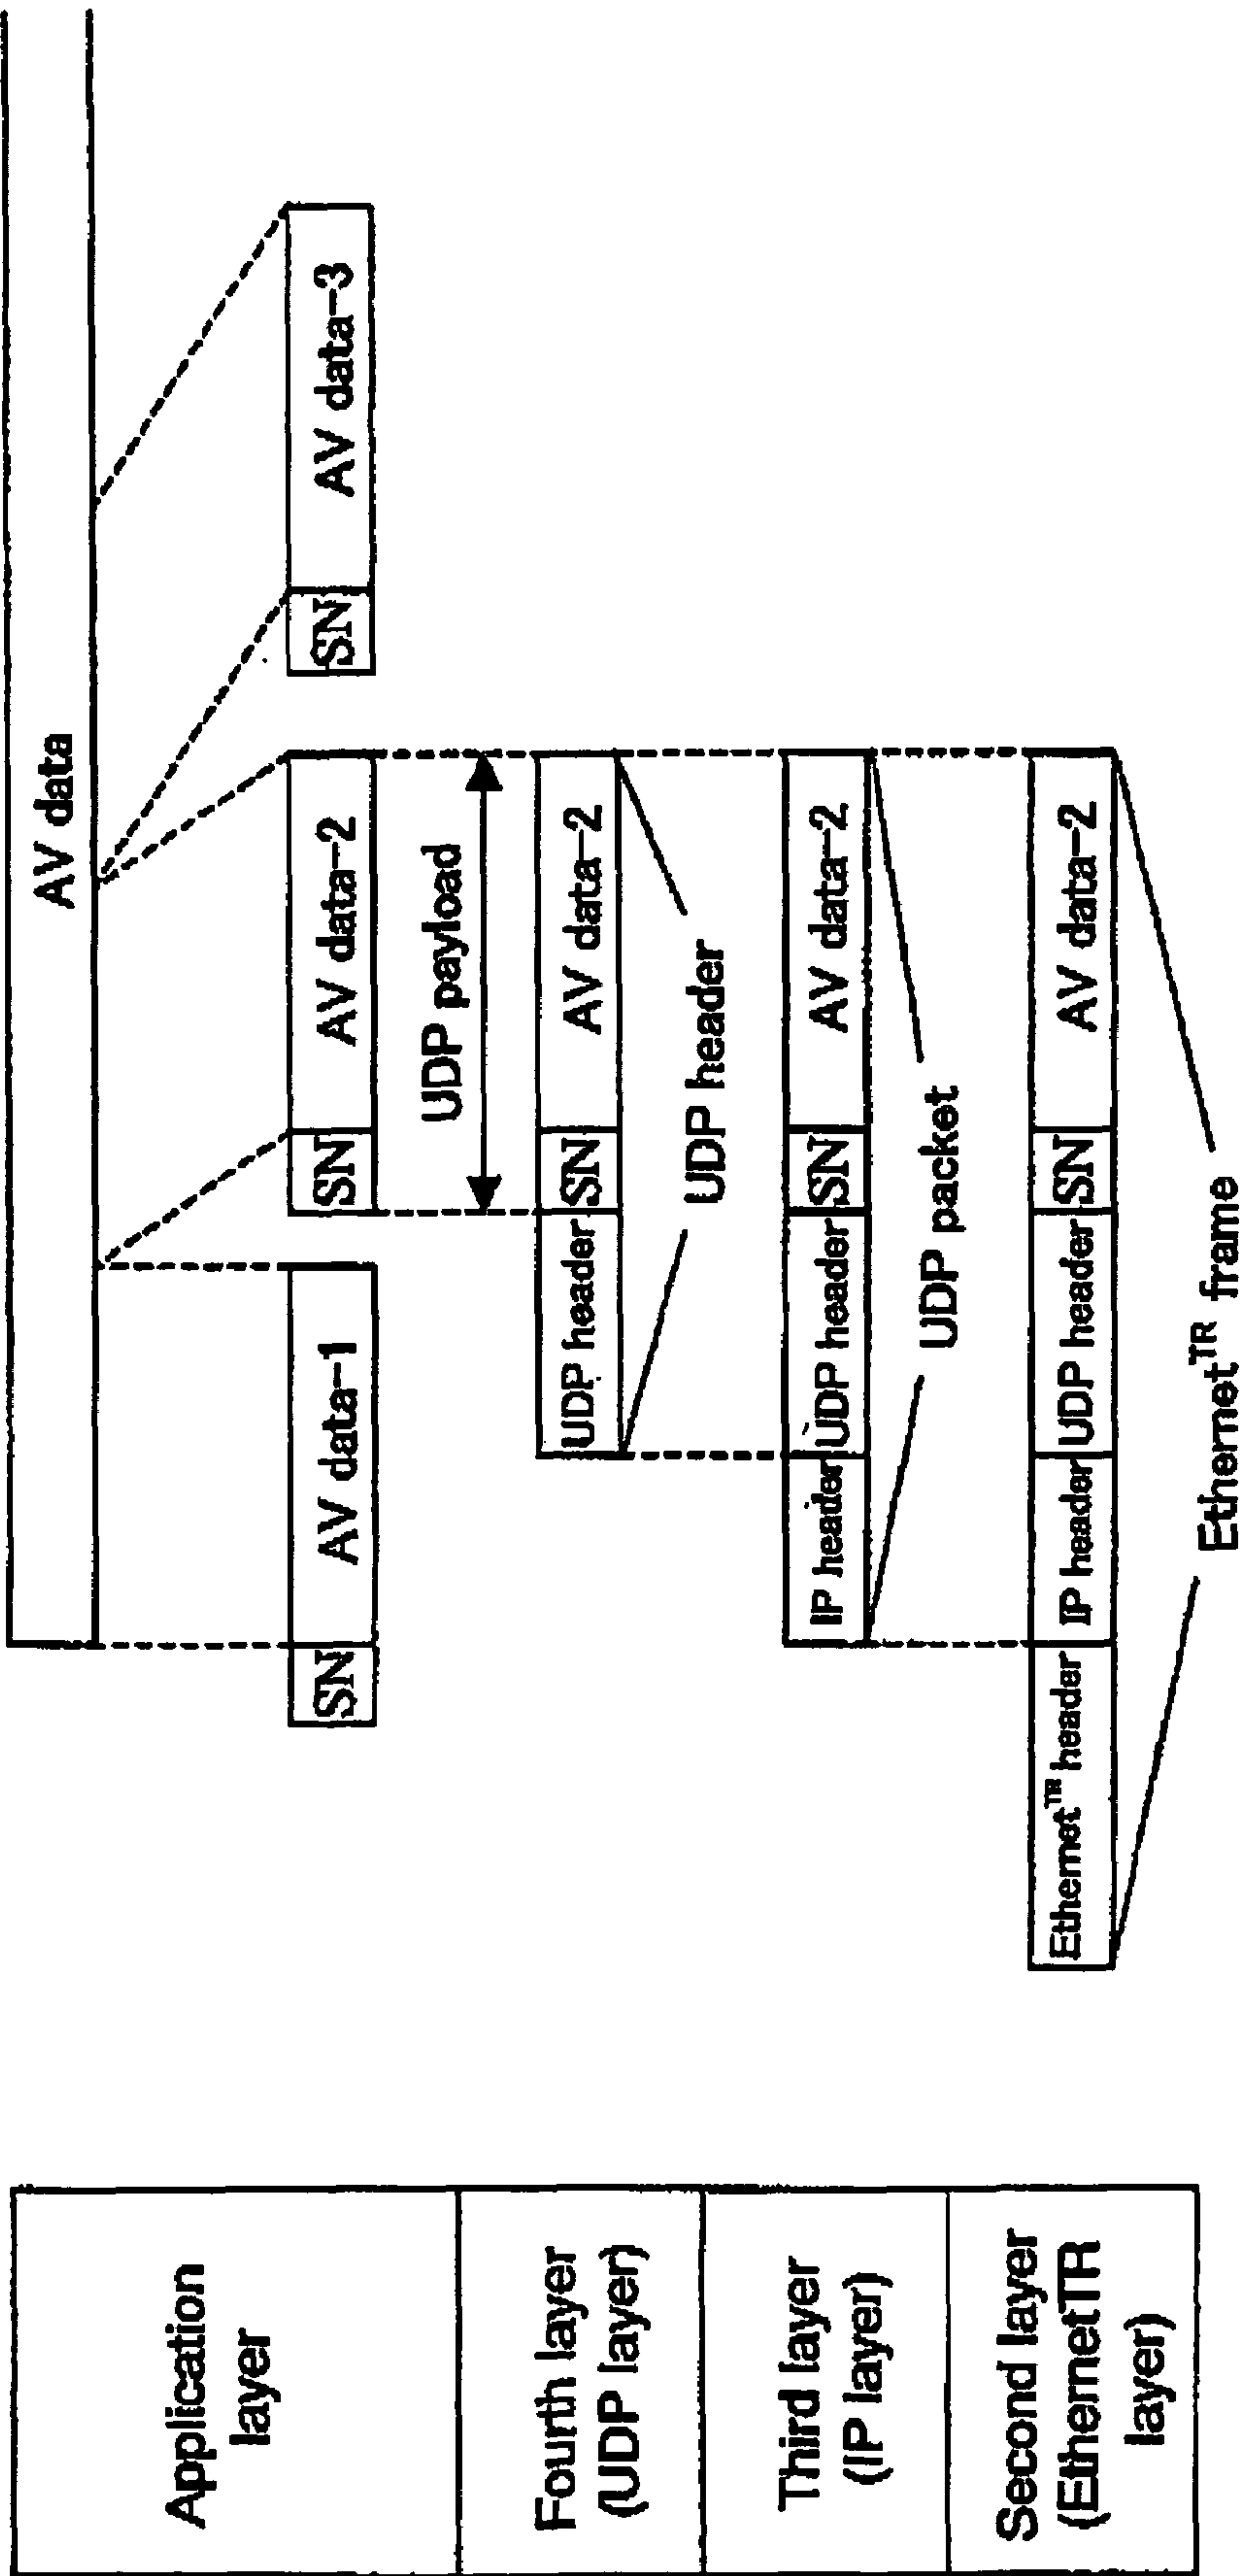 AV data
SN AV data-1
SN AV data-2
SN AV data-3
UDP payload
UDP header SN AV data-2
UDP header
IP header UDP header SN AV data-2
UDP packet
Ethernet™ header IP header UDP header SN AV data-2
Ethernet^TR frame
Application
layer
Fourth layer
(UDP layer)
Third layer
(IP layer)
Second layer
(EthernetTR
layer)